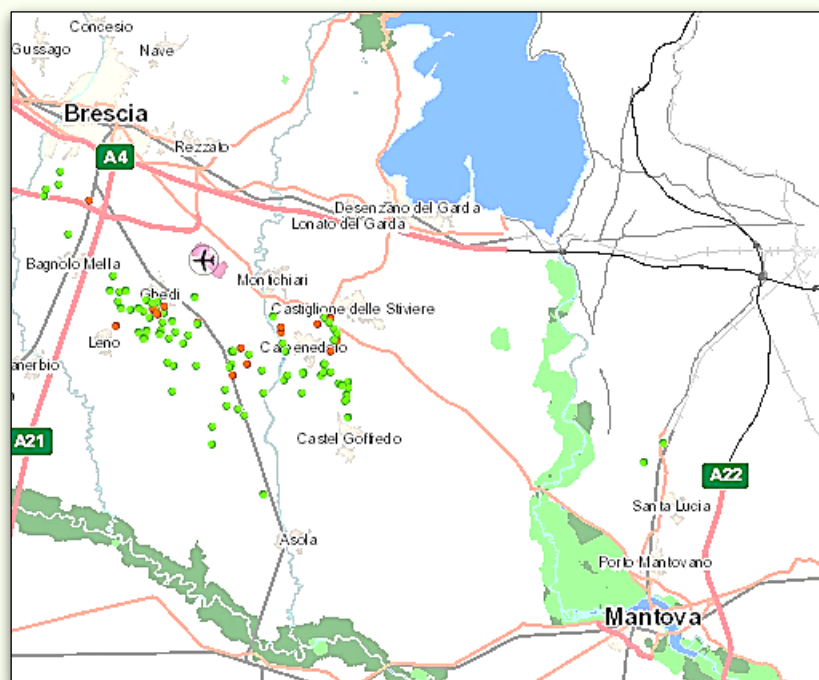 Concesio
Gussago
Nave
Brescia
Rezzato
A4
Desenzano del Garda
Lonato del Garda
Bagnolo Mella
Montichiari
Ghedi
Castiglione delle Stiviere
Leno
Carpenedolo
anerbio
Castel Goffredo
A21
A22
Santa Lucia
Asola
Porto Mantovano
Mantova